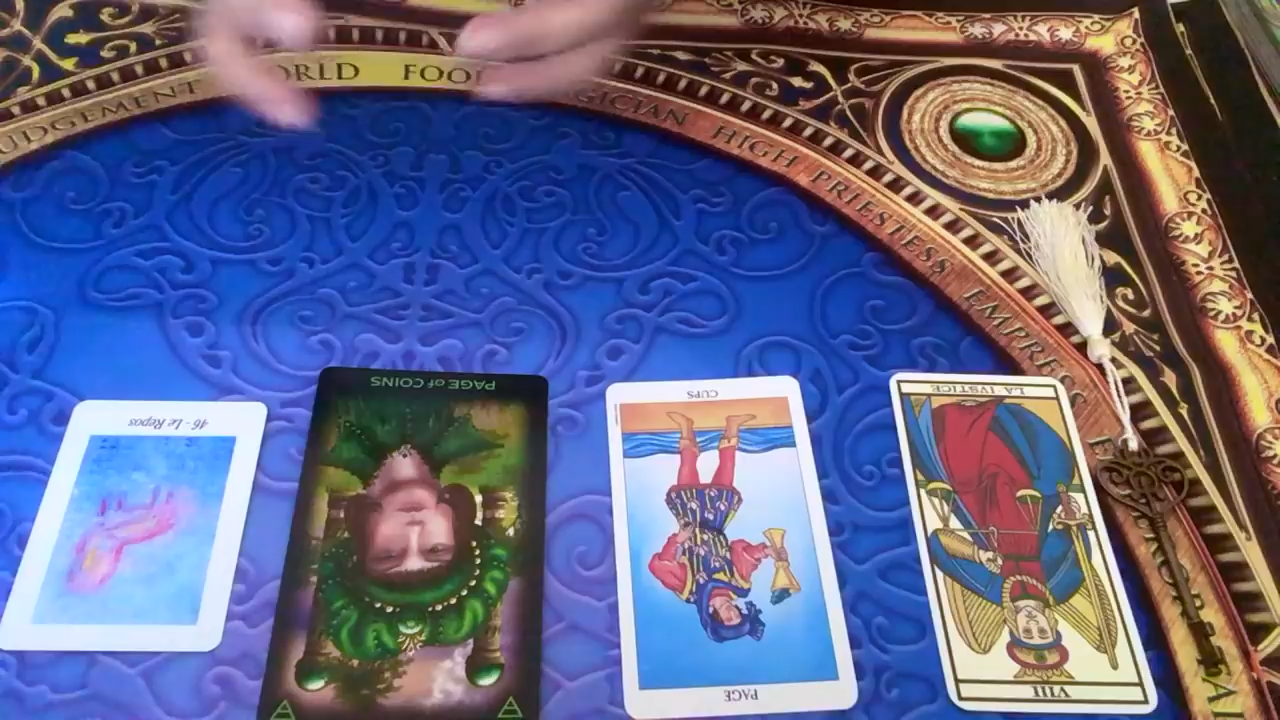 UDGEMENT
ORLD
FOO
GICIAN
HIGH
PRIESTESS
EMPRES
PAGE of COINS
LA IVSTICE
CUPS
46 - Le Repos
VIII
PAGE